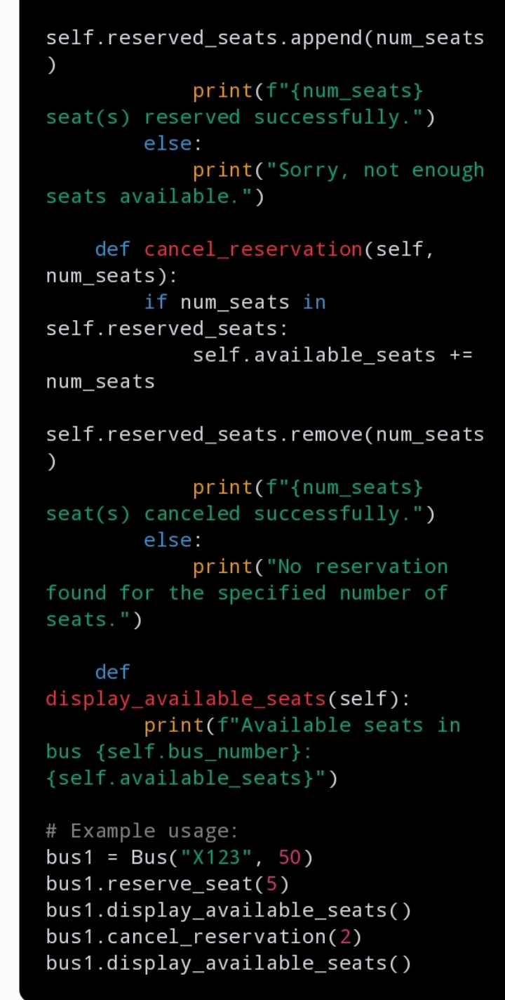 self.reserved_seats.append(num_seats
)
            print(f"{num_seats}
seat(s) reserved successfully.")
        else:
            print("Sorry, not enough
seats available.")

    def cancel_reservation(self,
num_seats):
        if num_seats in
self.reserved_seats:
            self.available_seats +=
num_seats

self.reserved_seats.remove(num_seats
)
            print(f"{num_seats}
seat(s) canceled successfully.")
        else:
            print("No reservation
found for the specified number of
seats.")

    def
display_available_seats(self):
        print(f"Available seats in
bus {self.bus_number}:
{self.available_seats}")

# Example usage:
bus1 = Bus("X123", 50)
bus1.reserve_seat(5)
bus1.display_available_seats()
bus1.cancel_reservation(2)
bus1.display_available_seats()